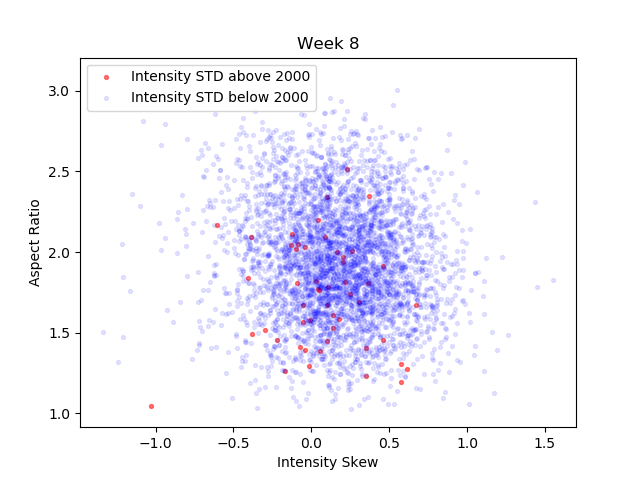 Week 8
Intensity STD above 2000
Intensity STD below 2000
3.0
2.5
2.0
1.5
1.0
Aspect Ratio
−1.0 −0.5 0.0 0.5 1.0 1.5
Intensity Skew